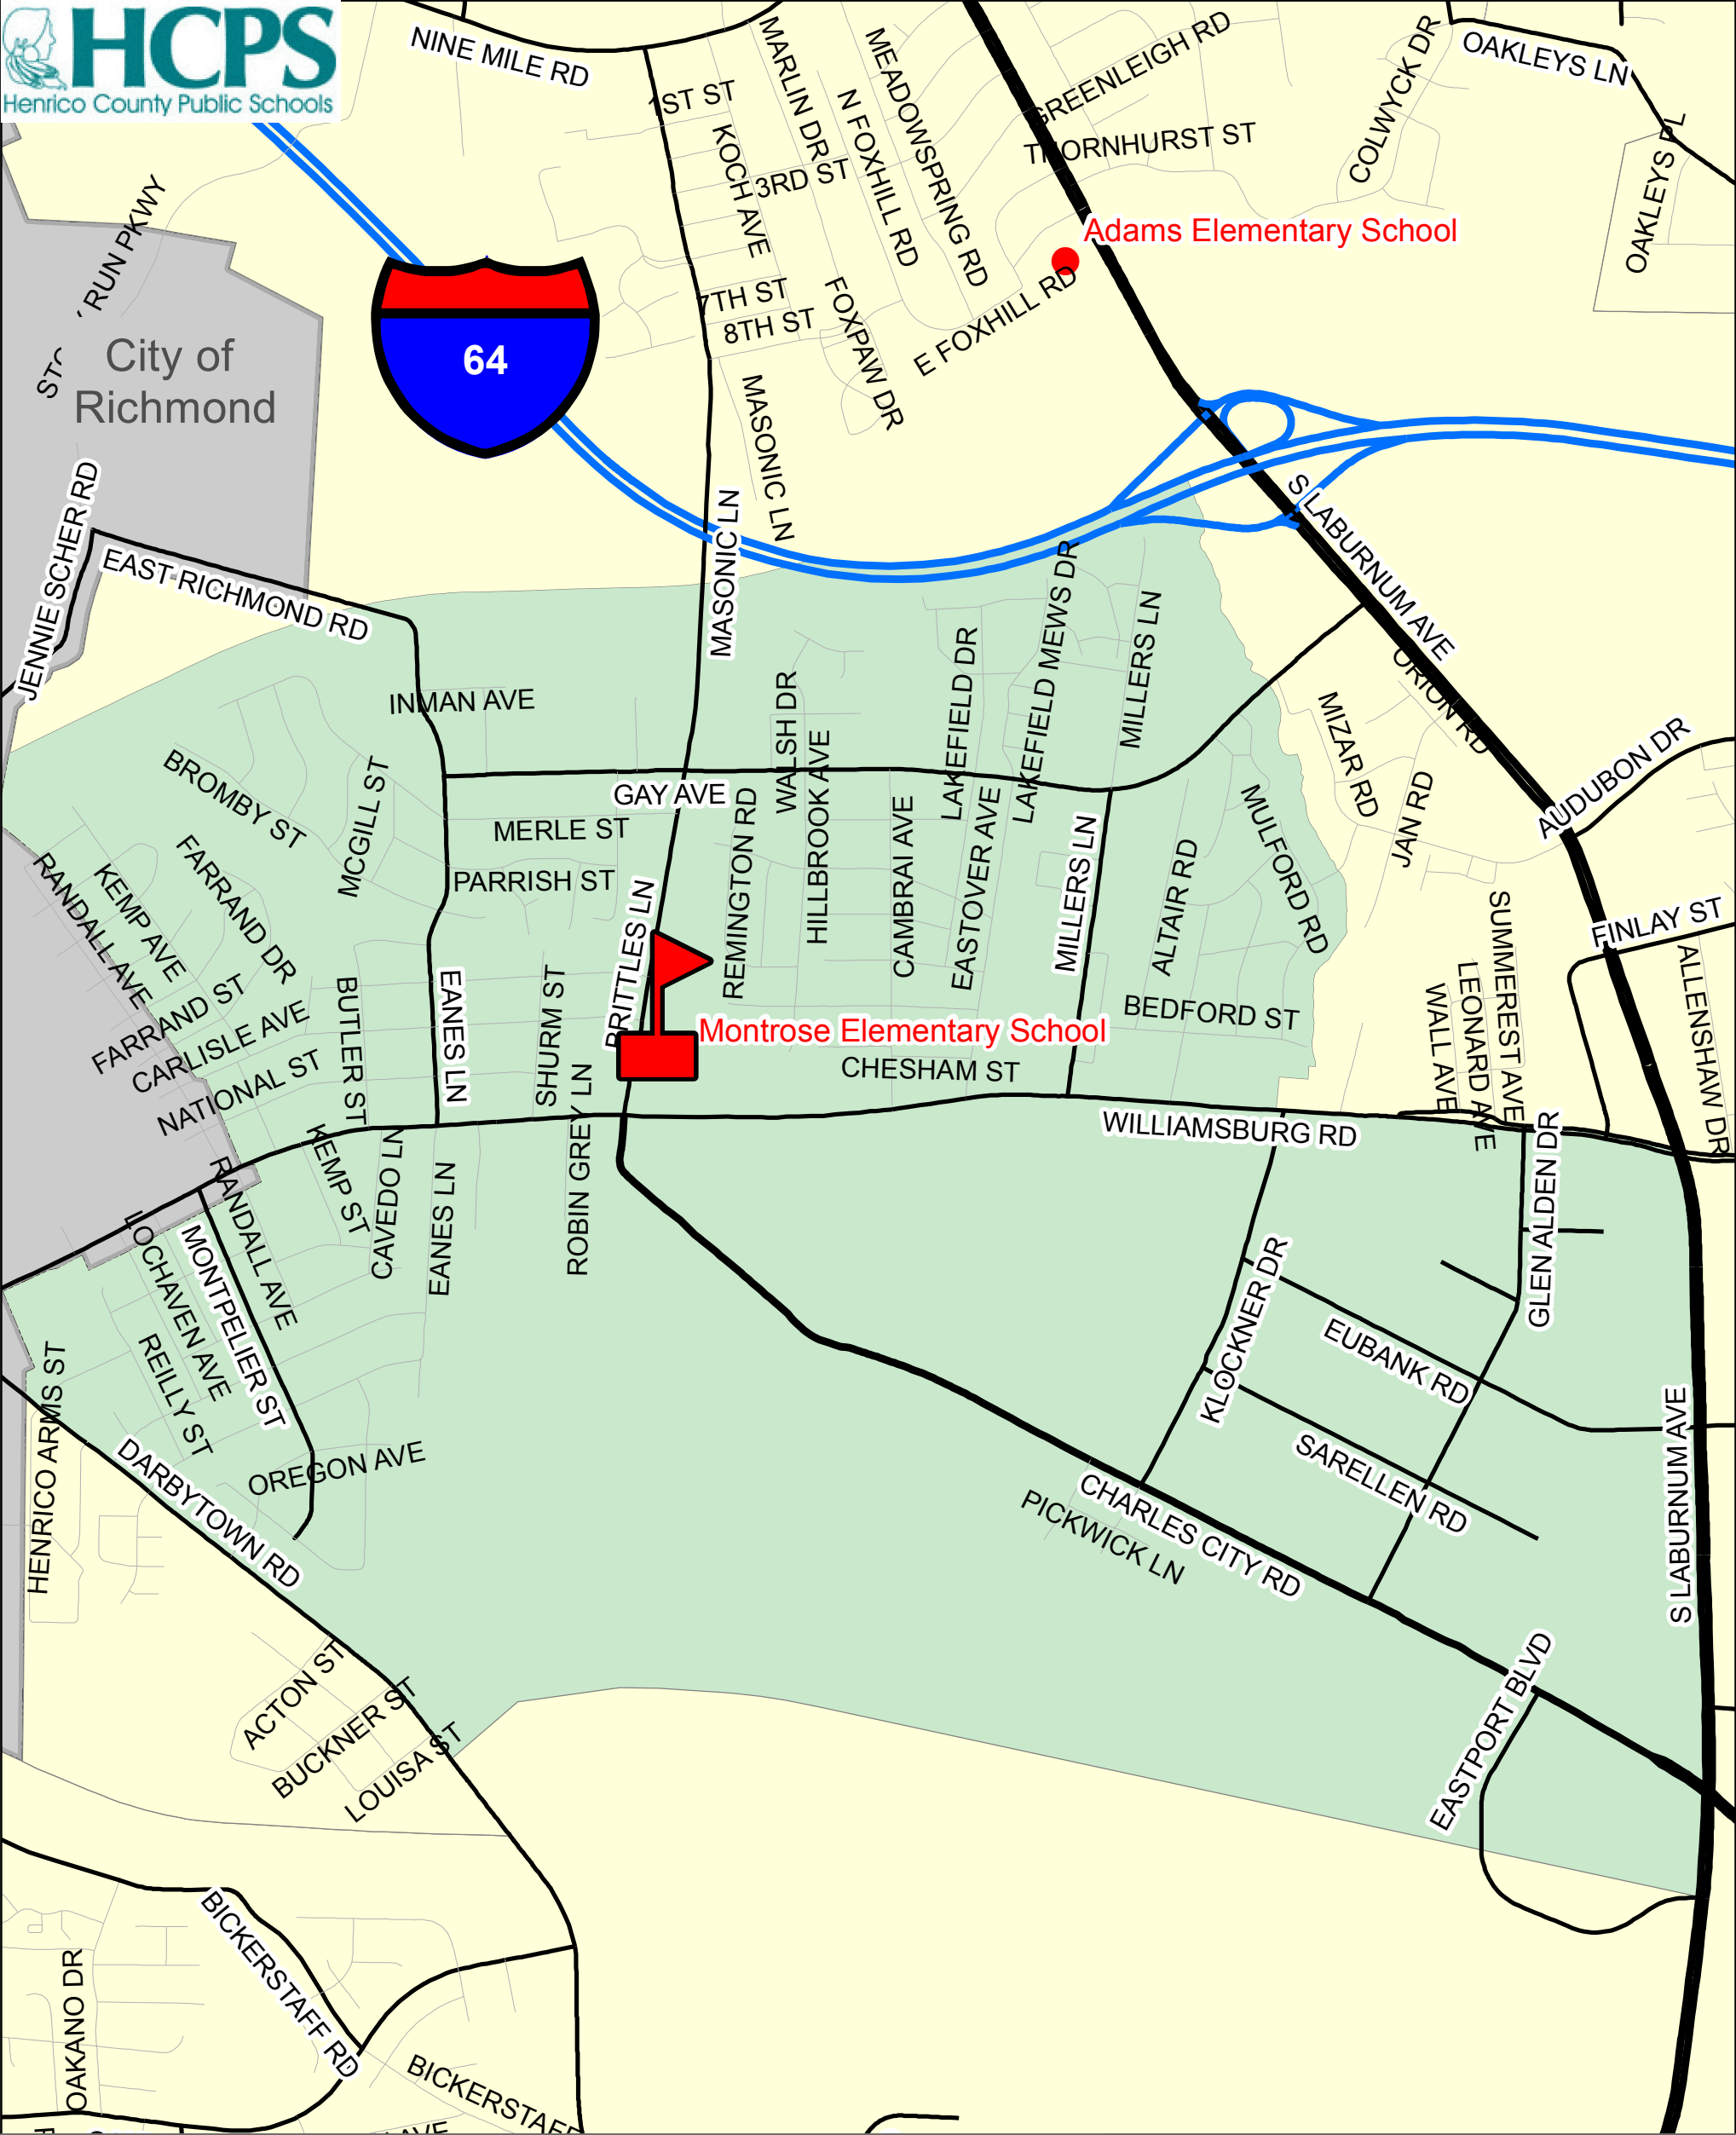 HCPS
Henrico County Public Schools
NINE MILE RD
1ST ST
MARLIN DR
MEADOWSPRING RD
N FOXHILL RD
KOCH AVE
3RD ST
GREENLEIGH RD
THORNHURST ST
COLWYCK DR
OAKLEYS LN
OAKLEYS PL
RUN PKWY
Adams Elementary School
City of
Richmond
64
7TH ST
8TH ST
FOXPAW DR
E FOXHILL RD
MASONIC LN
MASONIC LN
S LABURNUM AVE
JENNIE SCHER RD
EAST RICHMOND RD
INMAN AVE
WALSH DR
LAKEFIELD DR
LAKEFIELD MEWS DR
MILLERS LN
ORION RD
MIZAR RD
JAN RD
AUDUBON DR
BROMBY ST
MCGILL ST
GAY AVE
MERLE ST
PARRISH ST
HILLBROOK AVE
REMINGTON RD
CAMBRAI AVE
EASTOVER AVE
MILLERS LN
ALTAIR RD
MULFORD RD
RANDALL AVE
KEMP AVE
FARRAND DR
FARRAND ST
CARLISLE AVE
NATIONAL ST
BUTLER ST
EANES LN
SHURM ST
BRITTLES LN
Montrose Elementary School
BEDFORD ST
CHESHAM ST
FINLAY ST
SUMMEREST AVE
LEONARD AVE
WALL AVE
ALLENSHAW DR
WILLIAMSBURG RD
KEMP ST
CAVEDO LN
EANES LN
ROBIN GREY LN
RANDALL AVE
LOCHAVEN AVE
MONTPELIER ST
REILLY ST
GLEN ALDEN DR
KLOCKNER DR
EUBANK RD
SARELLEN RD
S LABURNUM AVE
HENRICO ARMS ST
OREGON AVE
DARBYTOWN RD
CHARLES CITY RD
PICKWICK LN
EASTPORT BLVD
ACTON ST
BUCKNER ST
LOUISA ST
BICKERSTAFF RD
OAKANO DR
BICKERSTAFF
AVE